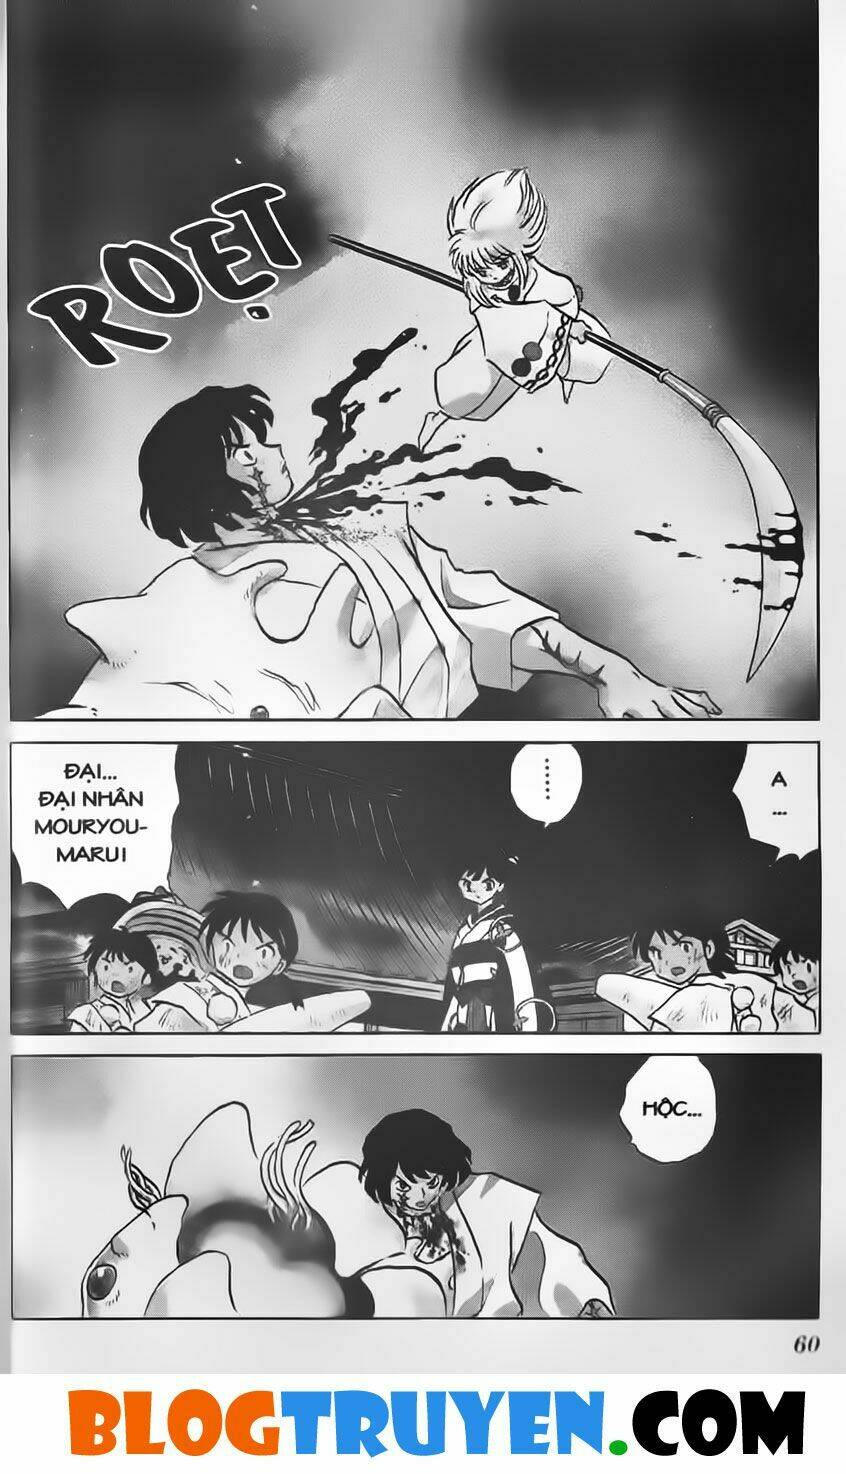 ROẸT
A
...
......
ĐẠI...
ĐẠI NHÂN
MOURYOU-
MARU!
HỘC...
60
BLOGTRUYEN.COM